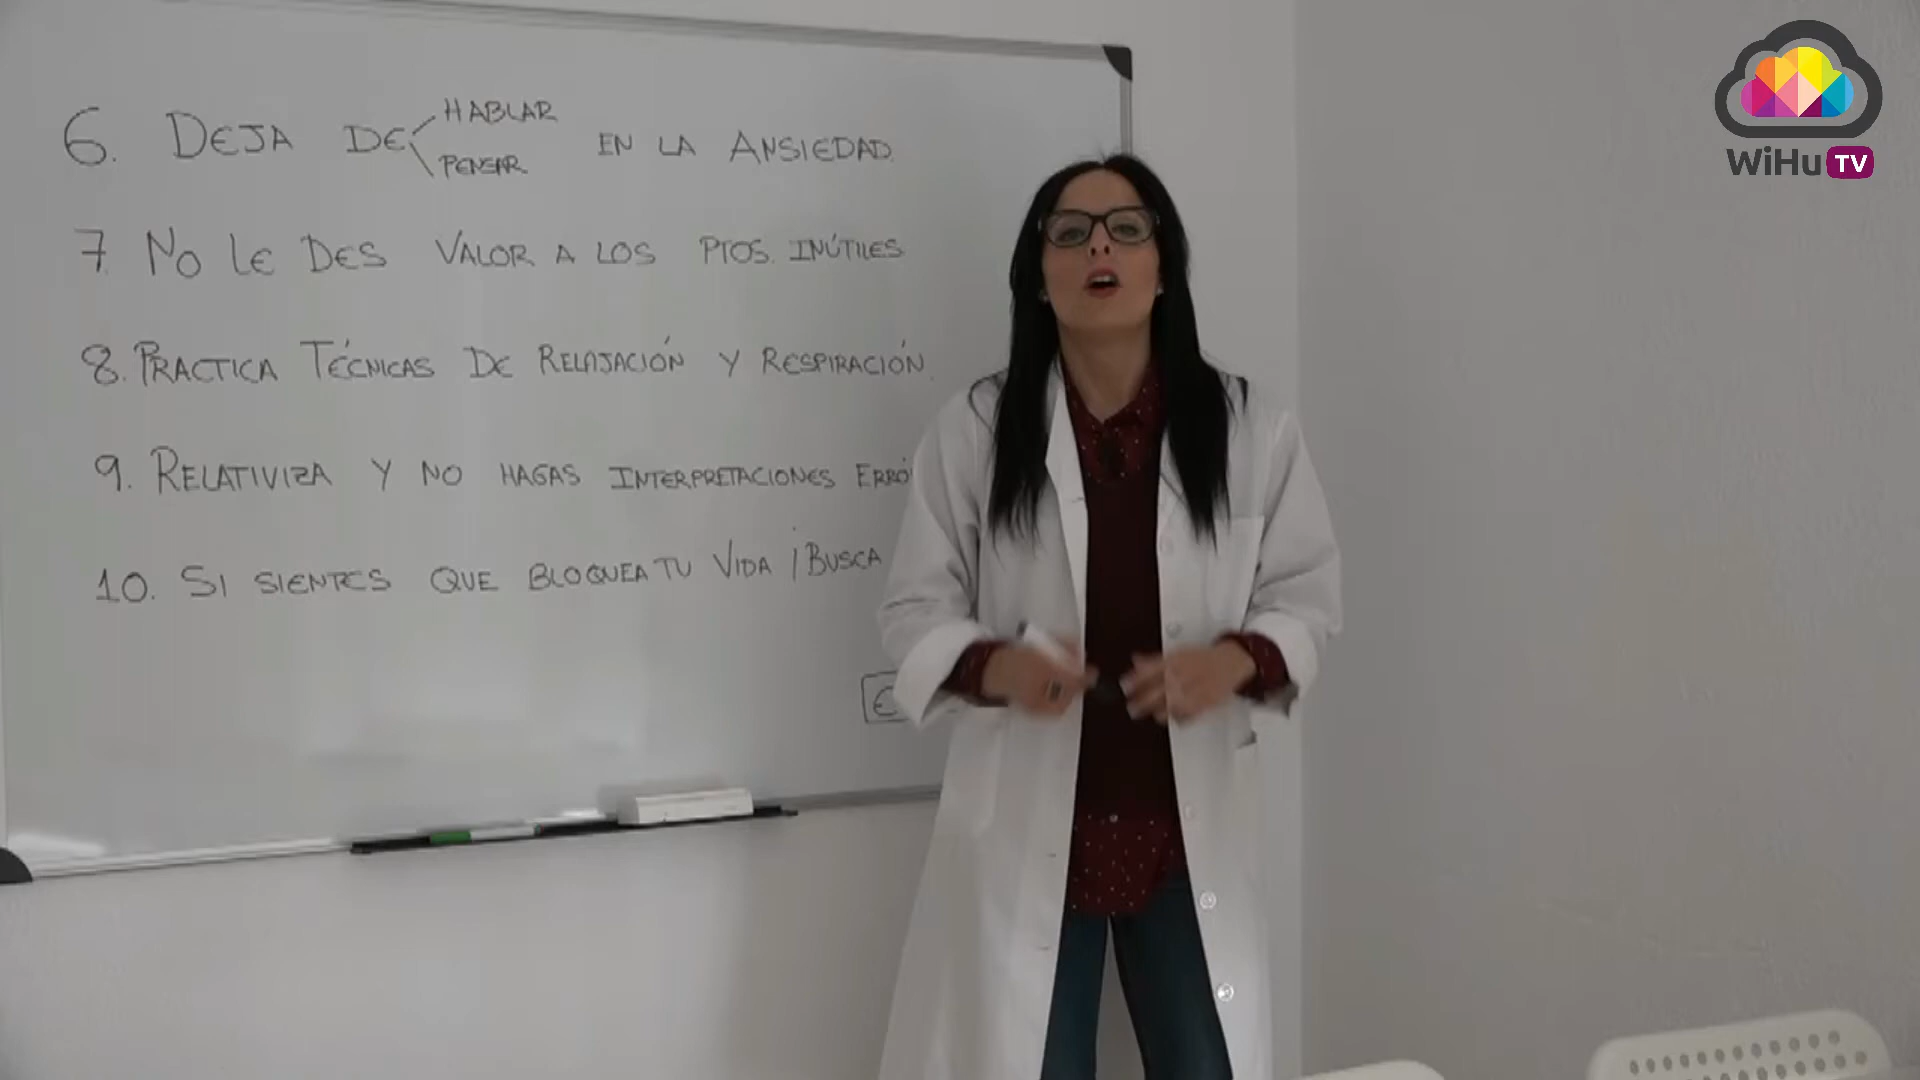 WiHu TV
6. DEJA DE HABLAR PENSAR EN LA ANSIEDAD.
7. NO LE DES VALOR A LOS PTOS. INÚTILES
8. PRACTICA TÉCNICAS DE RELAJACIÓN Y RESPIRACIÓN.
9. RELATIVIZA Y NO HAGAS INTERPRETACIONES ERRÓ
10. SI SIENTES QUE BLOQUEA TU VIDA ¡BUSCA